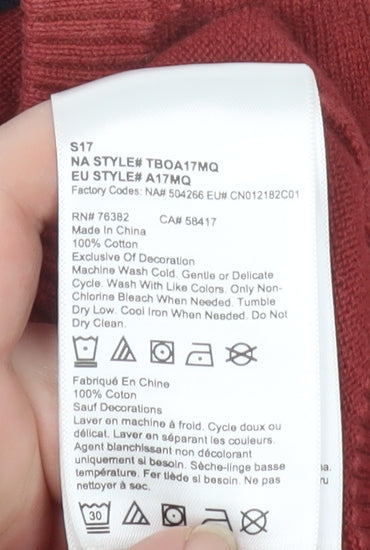 S17
NA STYLE# TBOA17MQ
EU STYLE# A17MQ
Factory Codes: NA# 504266 EU# CN012182C01
RN# 76382 CA# 58417
Made In China
100% Cotton
Exclusive Of Decoration
Machine Wash Cold. Gentle or Delicate
Cycle. Wash With Like Colors. Only Non-
Chlorine Bleach When Needed. Tumble
Dry Low. Cool Iron When Needed. Do Not
Dry Clean.
Fabriqué En Chine
100% Coton
Sauf Decorations
Laver en machine à froid. Cycle doux ou
délicat. Laver en séparant les couleurs.
Agent blanchissant non décolorant
uniquement si besoin. Sèche-linge basse
température. Fer tiède si besoin. Ne pas
nettoyer à sec.
30